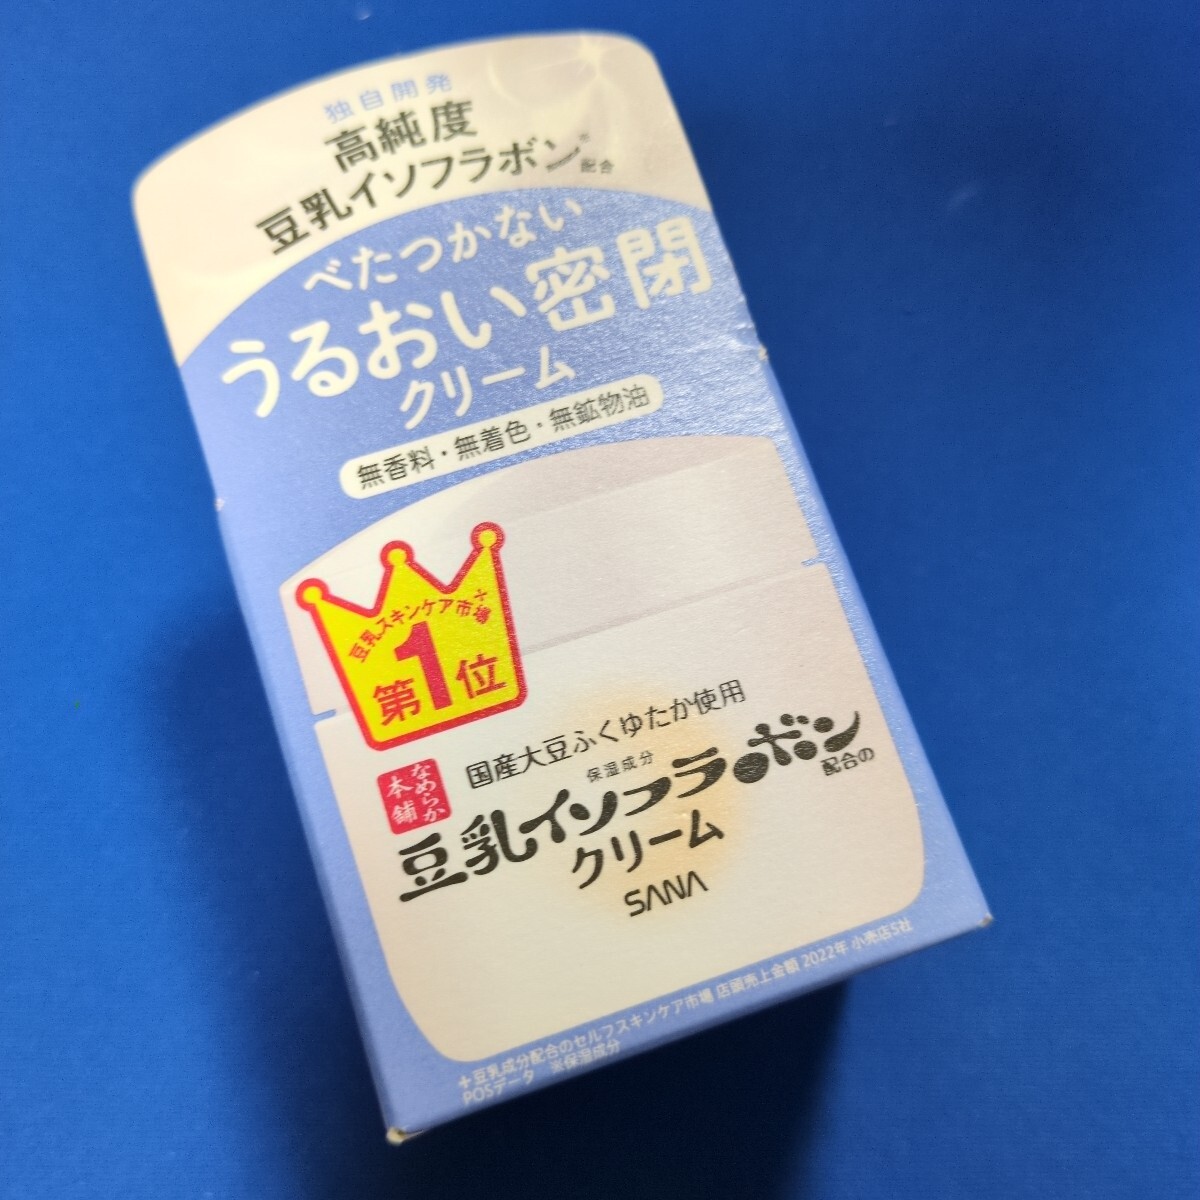 独自開発
高純度
豆乳イソフラボン※配合
べたつかない
うるおい密閉
クリーム
無香料・無着色・無鉱物油
豆乳スキンケア市場＋
第1位
なめらか
本舗
国産大豆ふくゆたか使用
保湿成分
豆乳イソフラボン配合の
クリーム
SANA
＋豆乳成分配合のセルフスキンケア市場 店頭売上金額 2022年 小売店5社
POSデータ ※保湿成分